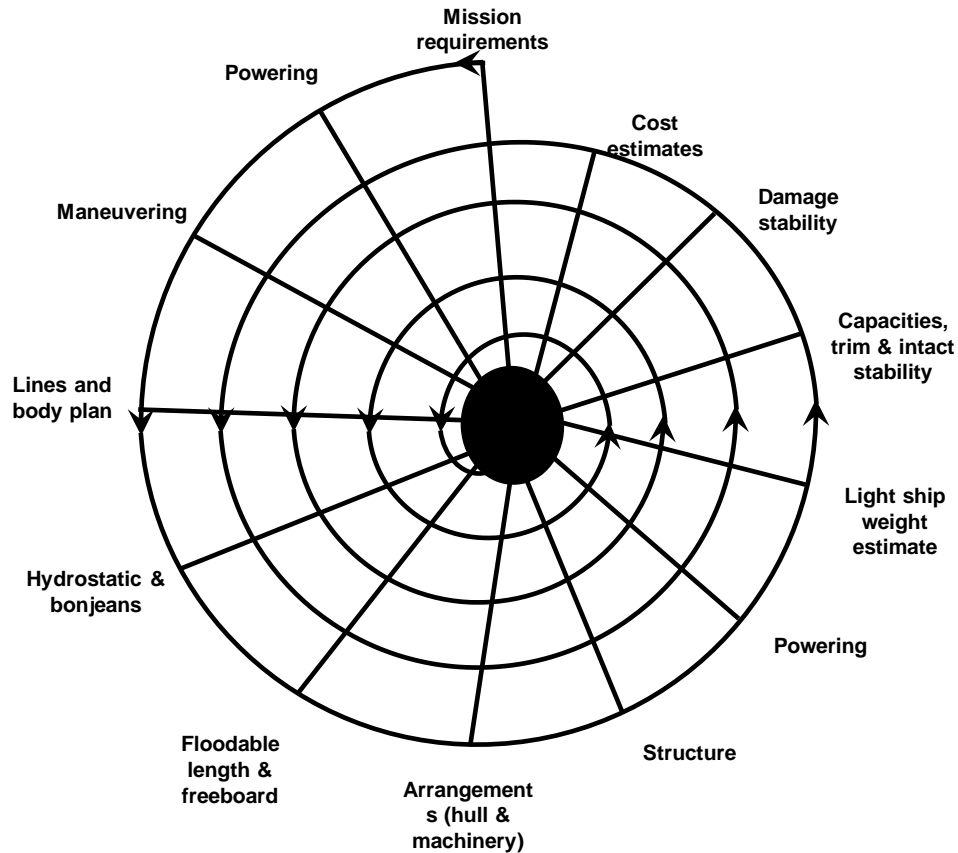 Mission
requirements
Powering
Cost
estimates
Maneuvering
Damage
stability
Capacities,
trim & intact
stability
Lines and
body plan
Light ship
weight
estimate
Hydrostatic &
bonjeans
Powering
Floodable
length &
freeboard
Structure
Arrangement
s (hull &
machinery)